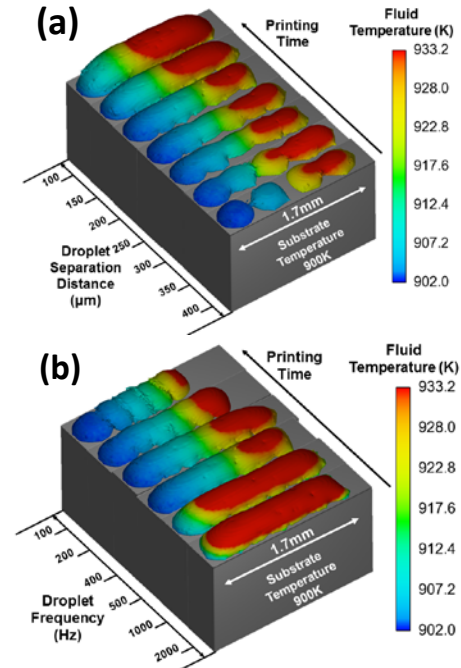 (a)
Printing
Time
Fluid
Temperature (K)
933.2
928.0
922.8
917.6
912.4
907.2
902.0
100
150
200
250
300
350
400
Droplet
Separation
Distance
(µm)
1.7mm
Substrate
Temperature
900K
(b)
Printing
Time
Fluid
Temperature (K)
933.2
928.0
922.8
917.6
912.4
907.2
902.0
100
200
400
500
1000
2000
Droplet
Frequency
(Hz)
1.7mm
Substrate
Temperature
900K